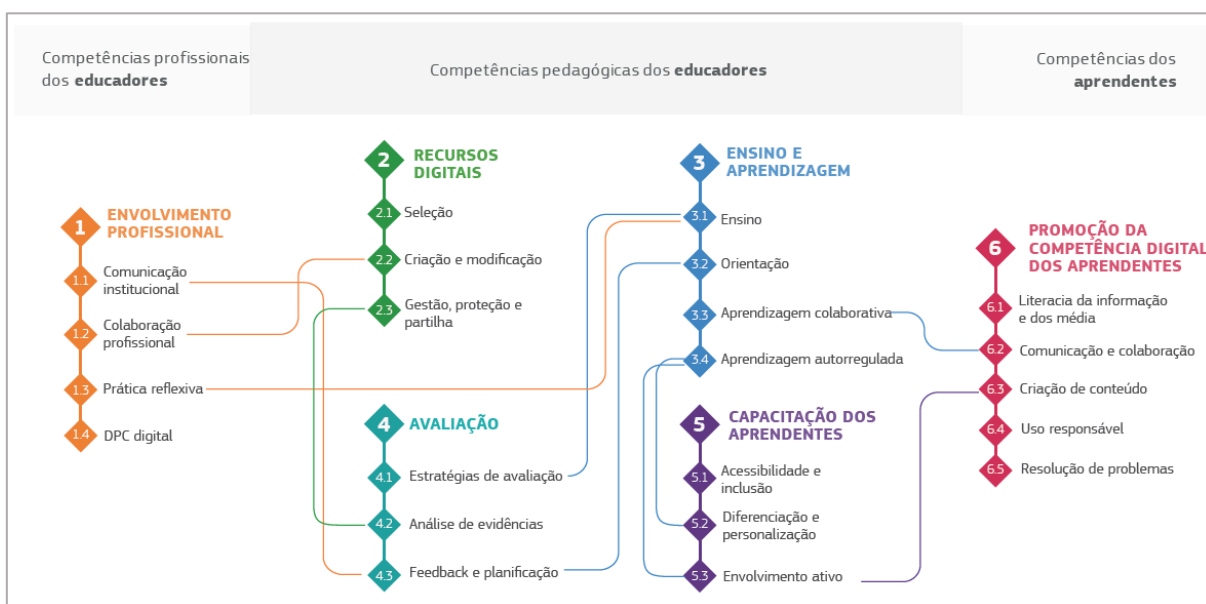 Competências profissionais
dos educadores
Competências pedagógicas dos educadores
Competências dos
aprendentes
1
ENVOLVIMENTO
PROFISSIONAL
1.1
Comunicação
institucional
1.2
Colaboração
profissional
1.3
Prática reflexiva
1.4
DPC digital
2
RECURSOS
DIGITAIS
2.1
Seleção
2.2
Criação e modificação
2.3
Gestão, proteção e
partilha
3
ENSINO E
APRENDIZAGEM
3.1
Ensino
3.2
Orientação
3.3
Aprendizagem colaborativa
3.4
Aprendizagem autorregulada
4
AVALIAÇÃO
4.1
Estratégias de avaliação
4.2
Análise de evidências
4.3
Feedback e planificação
5
CAPACITAÇÃO DOS
APRENDENTES
5.1
Acessibilidade e
inclusão
5.2
Diferenciação e
personalização
5.3
Envolvimento ativo
6
PROMOÇÃO DA
COMPETÊNCIA DIGITAL
DOS APRENDENTES
6.1
Literacia da informação
e dos média
6.2
Comunicação e colaboração
6.3
Criação de conteúdo
6.4
Uso responsável
6.5
Resolução de problemas